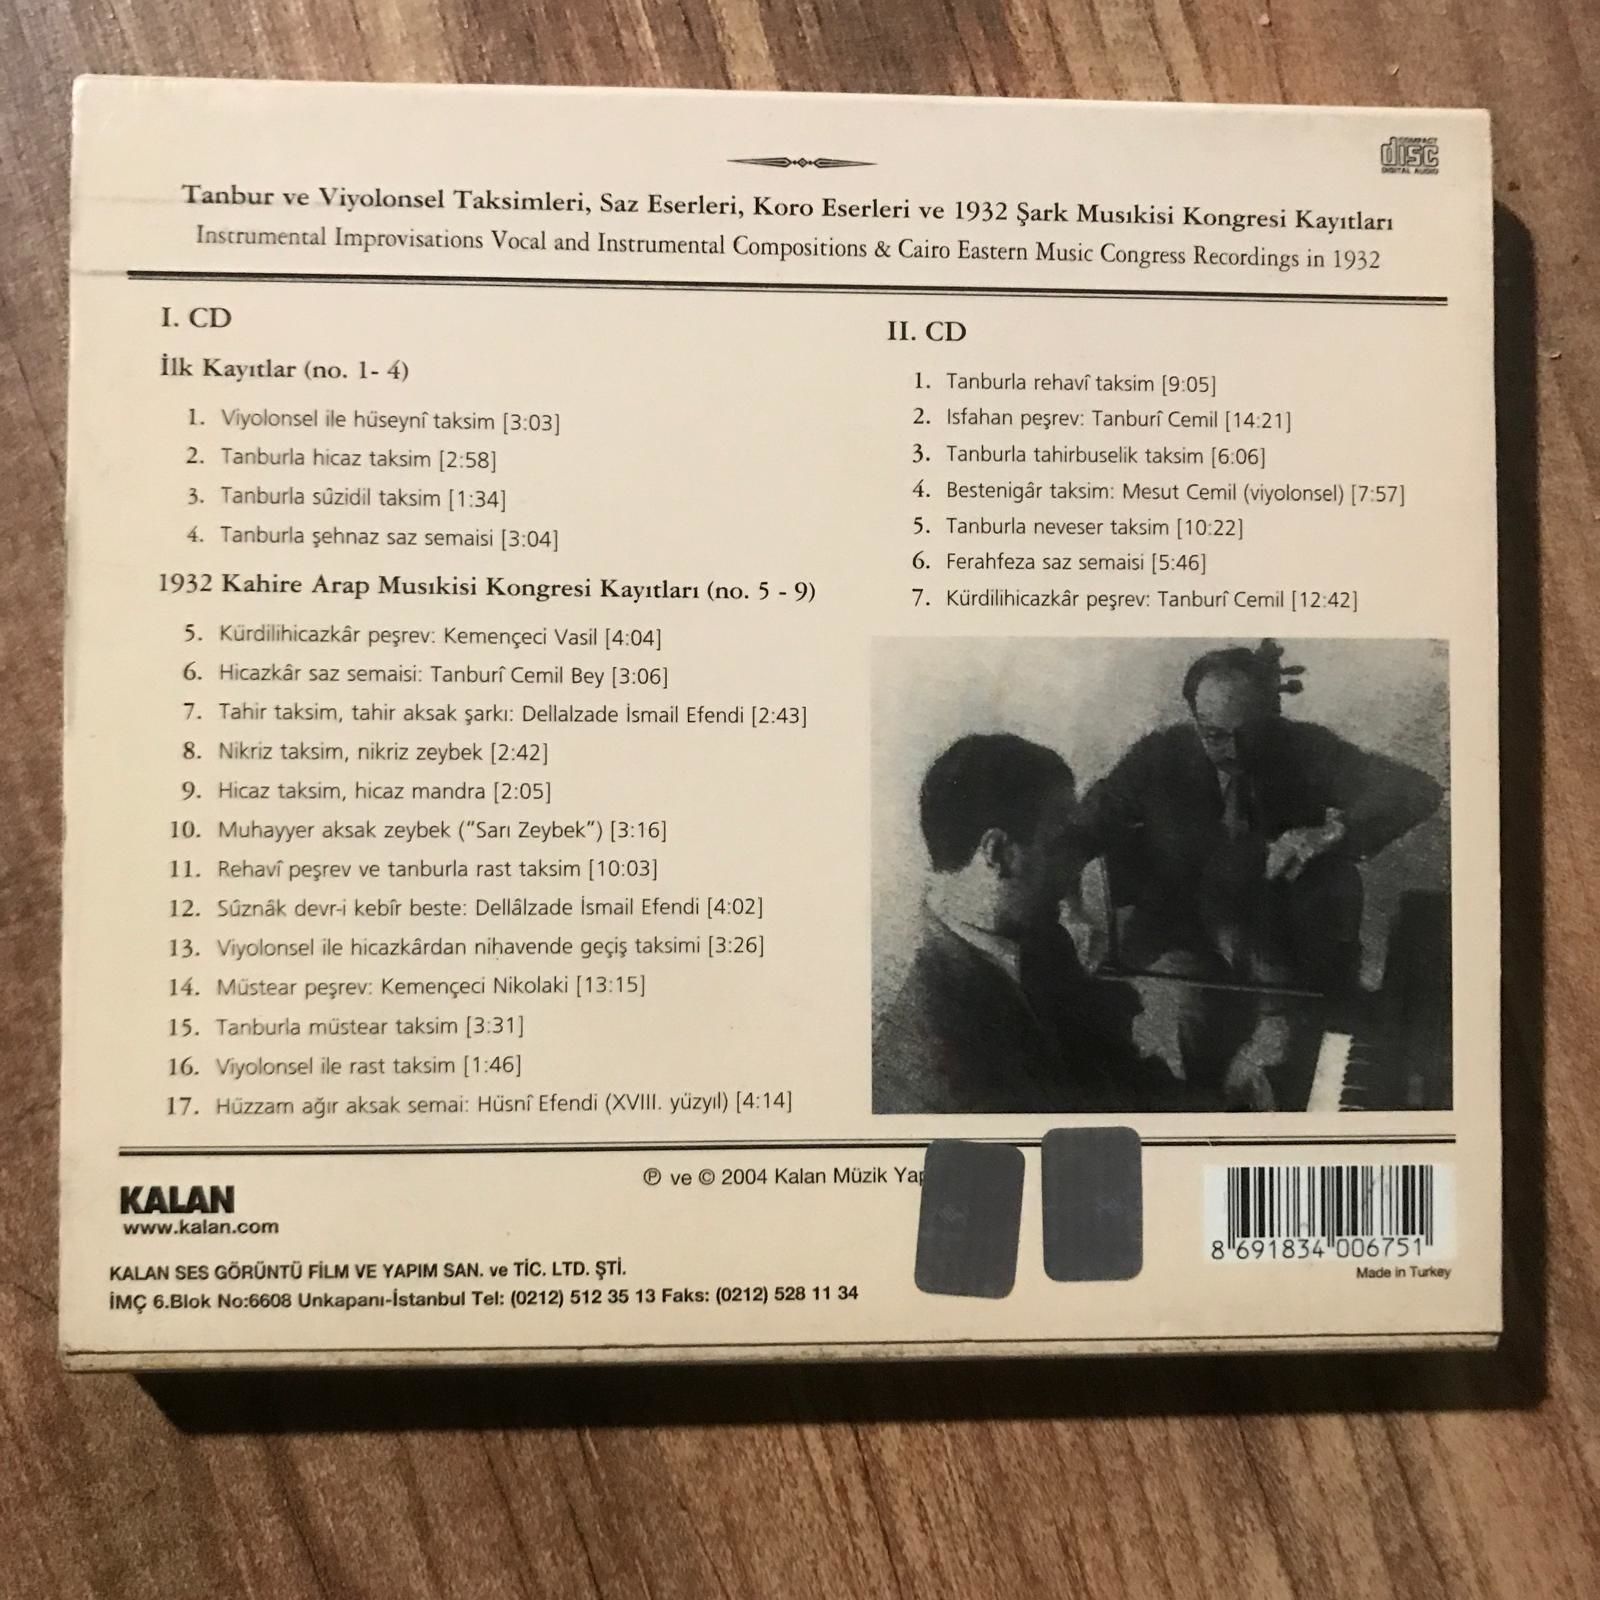 COMPACT
disc
DIGITAL AUDIO
Tanbur ve Viyolonsel Taksimleri, Saz Eserleri, Koro Eserleri ve 1932 Şark Musıkisi Kongresi Kayıtları
Instrumental Improvisations Vocal and Instrumental Compositions & Cairo Eastern Music Congress Recordings in 1932
I. CD
İlk Kayıtlar (no. 1- 4)
1. Viyolonsel ile hüseynî taksim [3:03]
2. Tanburla hicaz taksim [2:58]
3. Tanburla sûzidil taksim [1:34]
4. Tanburla şehnaz saz semaisi [3:04]
1932 Kahire Arap Musıkisi Kongresi Kayıtları (no. 5 - 9)
5. Kürdilihicazkâr peşrev: Kemençeci Vasil [4:04]
6. Hicazkâr saz semaisi: Tanburî Cemil Bey [3:06]
7. Tahir taksim, tahir aksak şarkı: Dellalzade İsmail Efendi [2:43]
8. Nikriz taksim, nikriz zeybek [2:42]
9. Hicaz taksim, hicaz mandra [2:05]
10. Muhayyer aksak zeybek (“Sarı Zeybek”) [3:16]
11. Rehavî peşrev ve tanburla rast taksim [10:03]
12. Sûznâk devr-i kebîr beste: Dellâlzade İsmail Efendi [4:02]
13. Viyolonsel ile hicazkârdan nihavende geçiş taksimi [3:26]
14. Müstear peşrev: Kemençeci Nikolaki [13:15]
15. Tanburla müstear taksim [3:31]
16. Viyolonsel ile rast taksim [1:46]
17. Hüzzam ağır aksak semai: Hüsnî Efendi (XVIII. yüzyıl) [4:14]
II. CD
1. Tanburla rehavî taksim [9:05]
2. Isfahan peşrev: Tanburî Cemil [14:21]
3. Tanburla tahirbuselik taksim [6:06]
4. Bestenigâr taksim: Mesut Cemil (viyolonsel) [7:57]
5. Tanburla neveser taksim [10:22]
6. Ferahfeza saz semaisi [5:46]
7. Kürdilihicazkâr peşrev: Tanburî Cemil [12:42]
℗ ve © 2004 Kalan Müzik Yap
KALAN
www.kalan.com
KALAN SES GÖRÜNTÜ FİLM VE YAPIM SAN. ve TİC. LTD. ŞTİ.
İMÇ 6.Blok No:6608 Unkapanı-İstanbul Tel: (0212) 512 35 13 Faks: (0212) 528 11 34
8 691834 006751
Made in Turkey